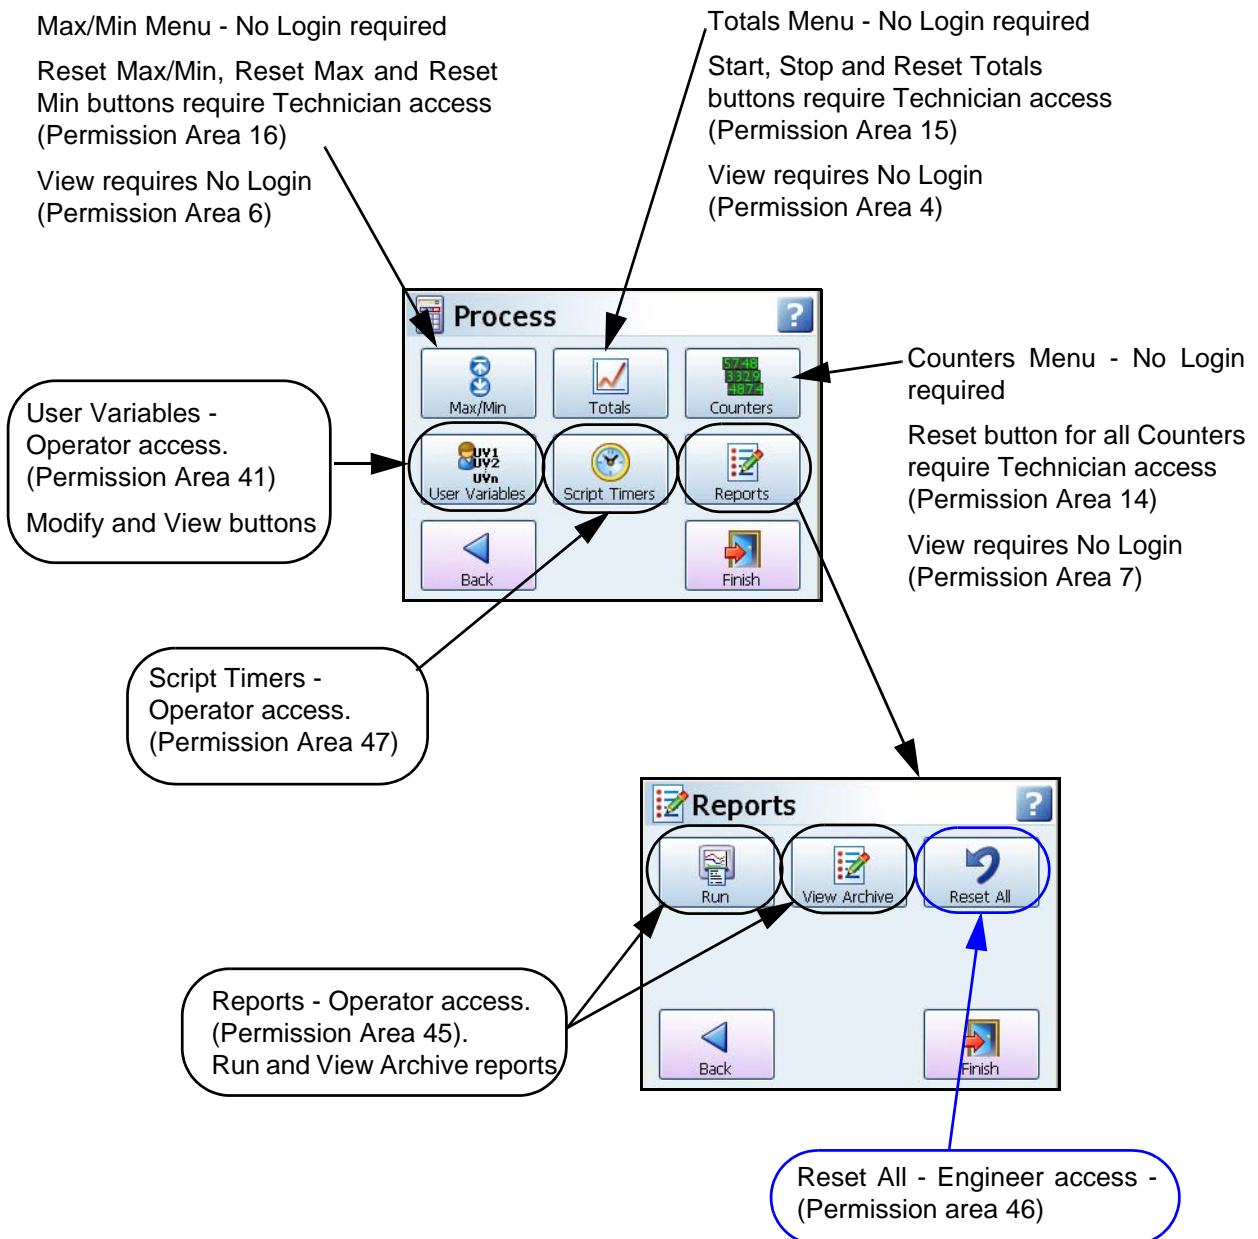 Max/Min Menu - No Login required
Reset Max/Min, Reset Max and Reset
Min buttons require Technician access
(Permission Area 16)
View requires No Login
(Permission Area 6)
Totals Menu - No Login required
Start, Stop and Reset Totals
buttons require Technician access
(Permission Area 15)
View requires No Login
(Permission Area 4)
Process
?
Max/Min
Totals
5748
3329
4874
Counters
UV1
UV2
UVn
User Variables
Script Timers
Reports
Back
Finish
Counters Menu - No Login
required
Reset button for all Counters
require Technician access
(Permission Area 14)
View requires No Login
(Permission Area 7)
User Variables -
Operator access.
(Permission Area 41)
Modify and View buttons
Script Timers -
Operator access.
(Permission Area 47)
Reports
?
Run
View Archive
Reset All
Back
Finish
Reports - Operator access.
(Permission Area 45).
Run and View Archive reports
Reset All - Engineer access -
(Permission area 46)